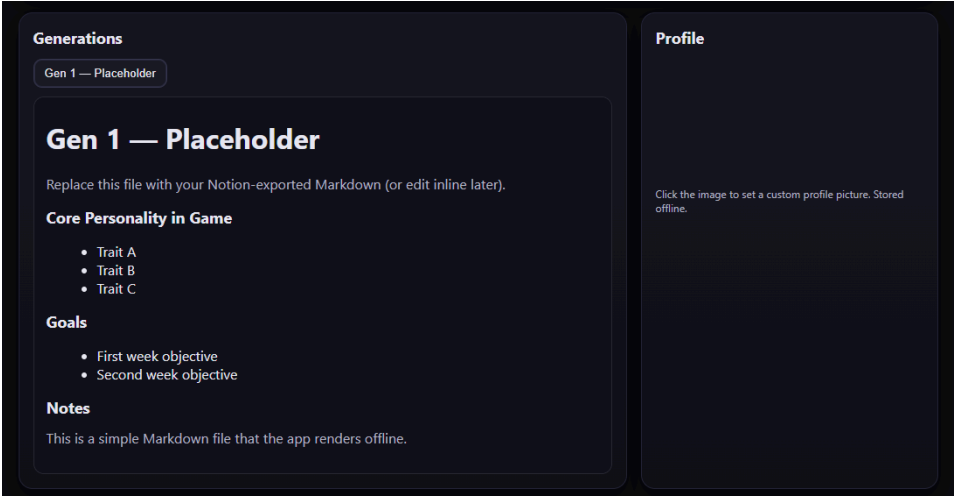 Generations
Gen 1 — Placeholder
Gen 1 — Placeholder
Replace this file with your Notion-exported Markdown (or edit inline later).
Core Personality in Game
• Trait A
• Trait B
• Trait C
Goals
• First week objective
• Second week objective
Notes
This is a simple Markdown file that the app renders offline.
Profile
Click the image to set a custom profile picture. Stored
offline.